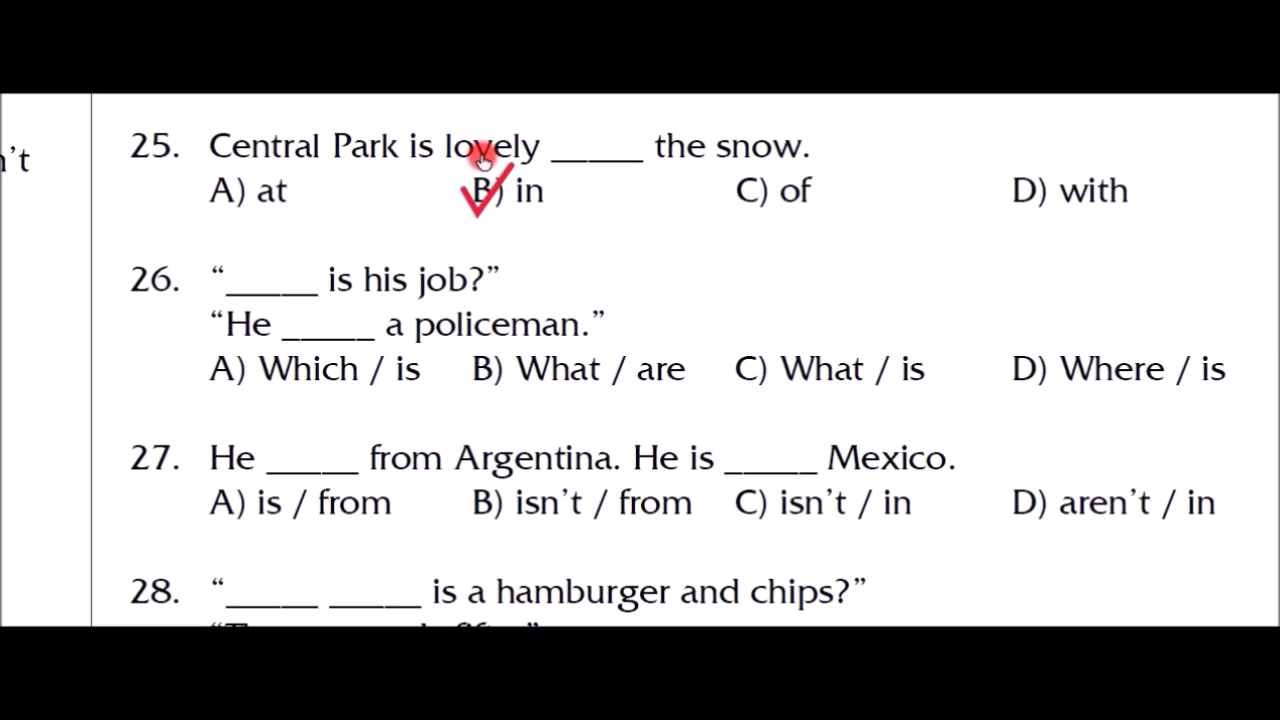 n't
25. Central Park is lovely _____ the snow.
A) at B) in C) of D) with
26. “_____ is his job?”
“He _____ a policeman.”
A) Which / is B) What / are C) What / is D) Where / is
27. He _____ from Argentina. He is _____ Mexico.
A) is / from B) isn't / from C) isn't / in D) aren't / in
28. “_____ _____ is a hamburger and chips?”